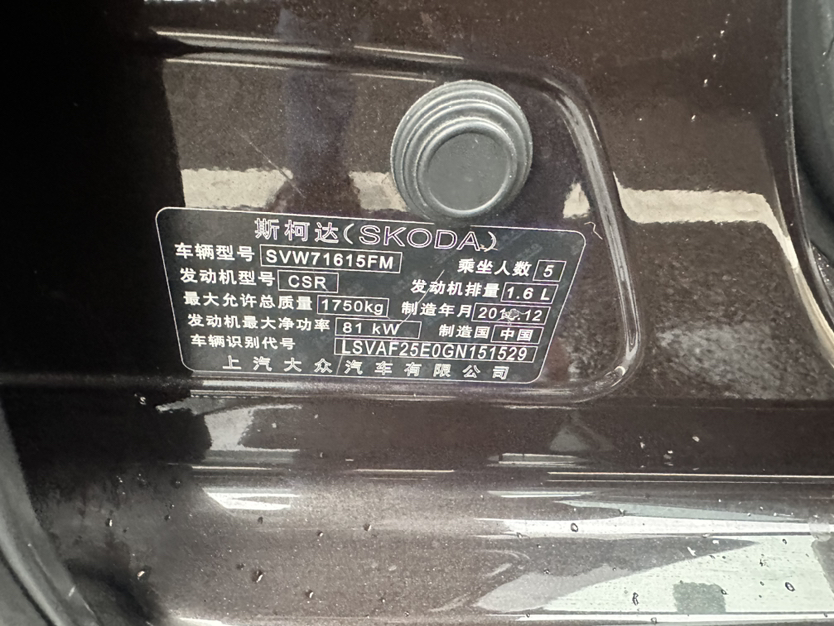 斯柯达(SKODA)
车辆型号 SVW71615FM 乘坐人数 5
发动机型号 CSR 发动机排量 1.6 L
最大允许总质量 1750kg 制造年月
发动机最大净功率 81 kW 制造国 中国
车辆识别代号 LSVAF25E0GN151529
上汽大众汽车有限公司